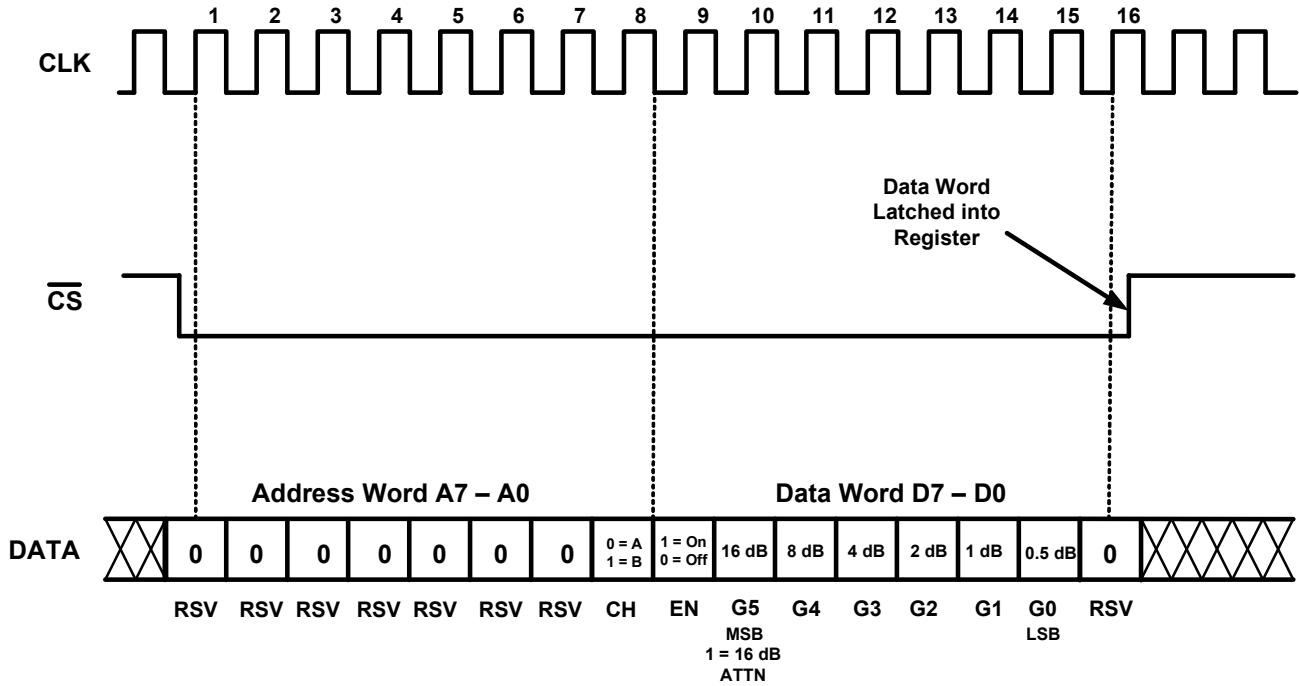 1 2 3 4 5 6 7 8 9 10 11 12 13 14 15 16
CLK
Data Word
Latched into
Register
CS
Address Word A7 – A0
Data Word D7 – D0
DATA
0 0 0 0 0 0 0
0 = A
1 = B
1 = On
0 = Off
16 dB 8 dB 4 dB 2 dB 1 dB 0.5 dB 0
RSV RSV RSV RSV RSV RSV RSV CH EN G5 G4 G3 G2 G1 G0 RSV
MSB LSB
1 = 16 dB
ATTN